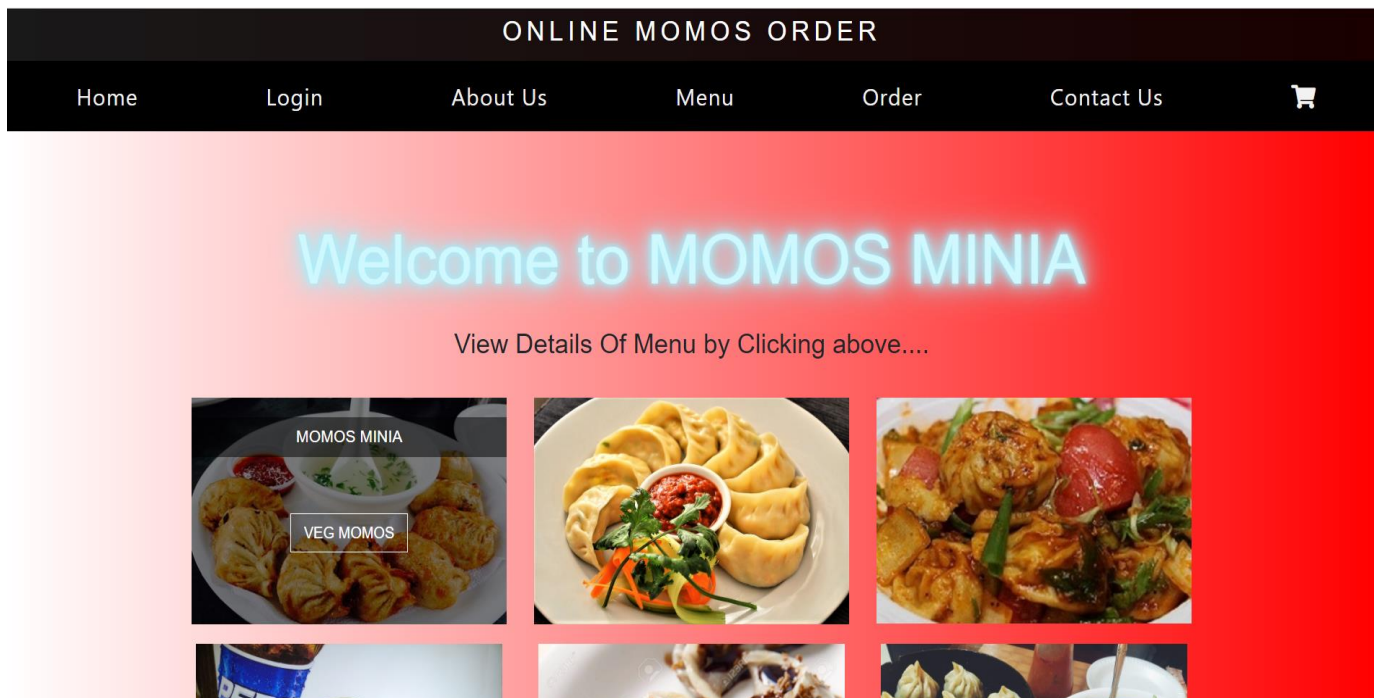 ONLINE MOMOS ORDER
Home Login About Us Menu Order Contact Us
Welcome to MOMOS MINIA
View Details Of Menu by Clicking above....
MOMOS MINIA
VEG MOMOS